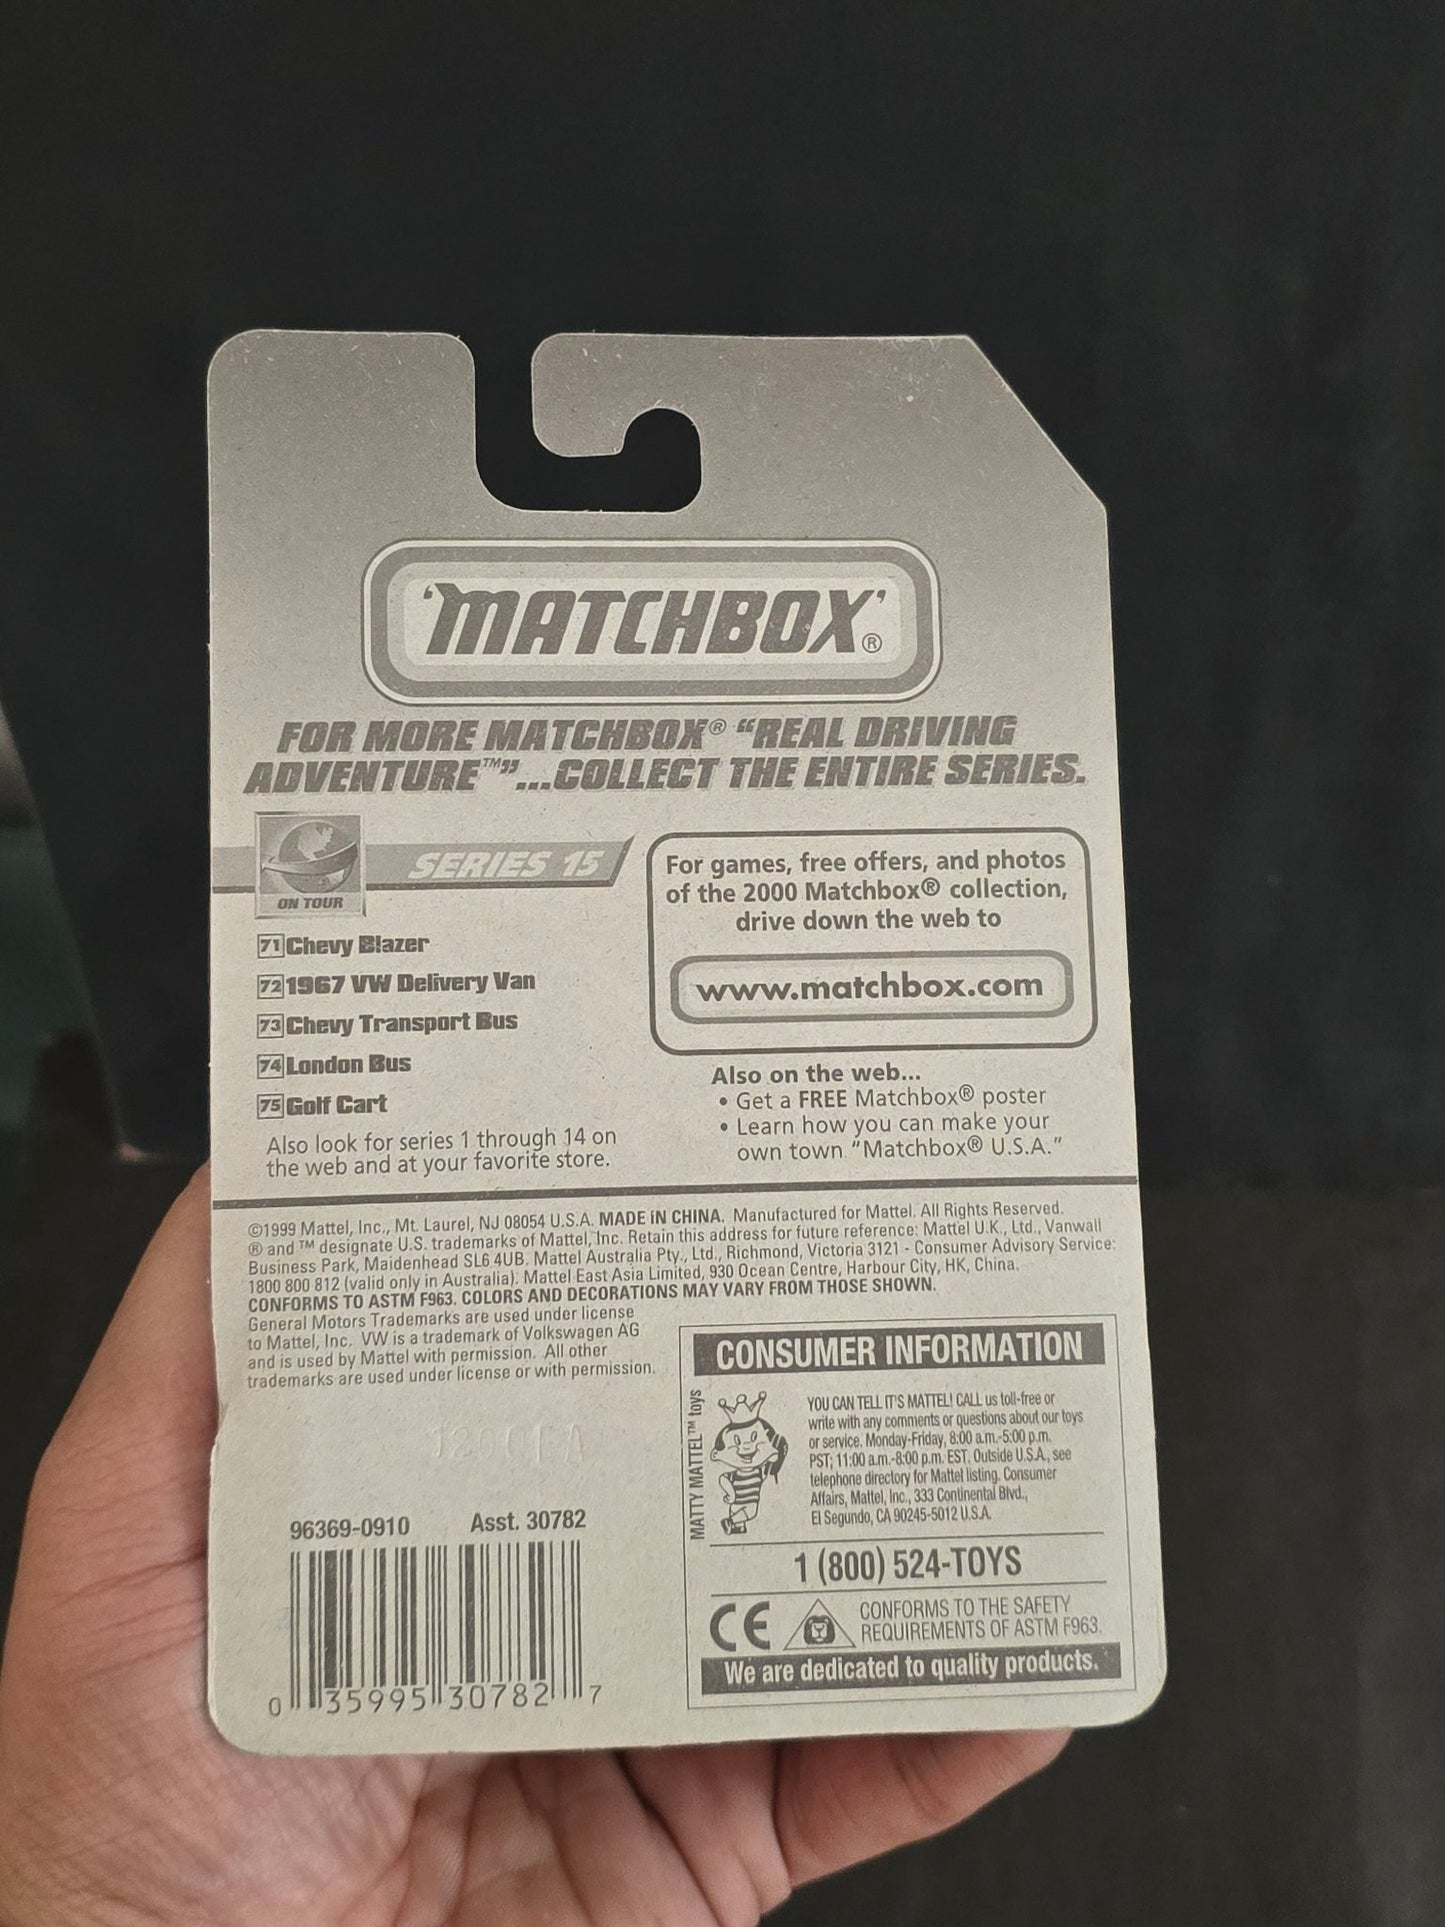 'MATCHBOX'®
FOR MORE MATCHBOX® “REAL DRIVING
ADVENTURE™”...COLLECT THE ENTIRE SERIES.
ON TOUR
SERIES 15
71 Chevy Blazer
72 1967 VW Delivery Van
73 Chevy Transport Bus
74 London Bus
75 Golf Cart
Also look for series 1 through 14 on
the web and at your favorite store.
For games, free offers, and photos
of the 2000 Matchbox® collection,
drive down the web to
www.matchbox.com
Also on the web...
• Get a FREE Matchbox® poster
• Learn how you can make your
own town “Matchbox® U.S.A.”
©1999 Mattel, Inc., Mt. Laurel, NJ 08054 U.S.A. MADE IN CHINA. Manufactured for Mattel. All Rights Reserved.
® and ™ designate U.S. trademarks of Mattel, Inc. Retain this address for future reference: Mattel U.K., Ltd., Vanwall
Business Park, Maidenhead SL6 4UB. Mattel Australia Pty., Ltd., Richmond, Victoria 3121 - Consumer Advisory Service:
1800 800 812 (valid only in Australia). Mattel East Asia Limited, 930 Ocean Centre, Harbour City, HK, China.
CONFORMS TO ASTM F963. COLORS AND DECORATIONS MAY VARY FROM THOSE SHOWN.
General Motors Trademarks are used under license
to Mattel, Inc. VW is a trademark of Volkswagen AG
and is used by Mattel with permission. All other
trademarks are used under license or with permission.
96369-0910 Asst. 30782
0 35995 30782 7
CONSUMER INFORMATION
MATTY MATTEL™ toys
YOU CAN TELL IT'S MATTEL! CALL us toll-free or
write with any comments or questions about our toys
or service. Monday-Friday, 8:00 a.m.-5:00 p.m.
PST; 11:00 a.m.-8:00 p.m. EST. Outside U.S.A., see
telephone directory for Mattel listing. Consumer
Affairs, Mattel, Inc., 333 Continental Blvd.,
El Segundo, CA 90245-5012 U.S.A.
1 (800) 524-TOYS
CE
CONFORMS TO THE SAFETY
REQUIREMENTS OF ASTM F963.
We are dedicated to quality products.